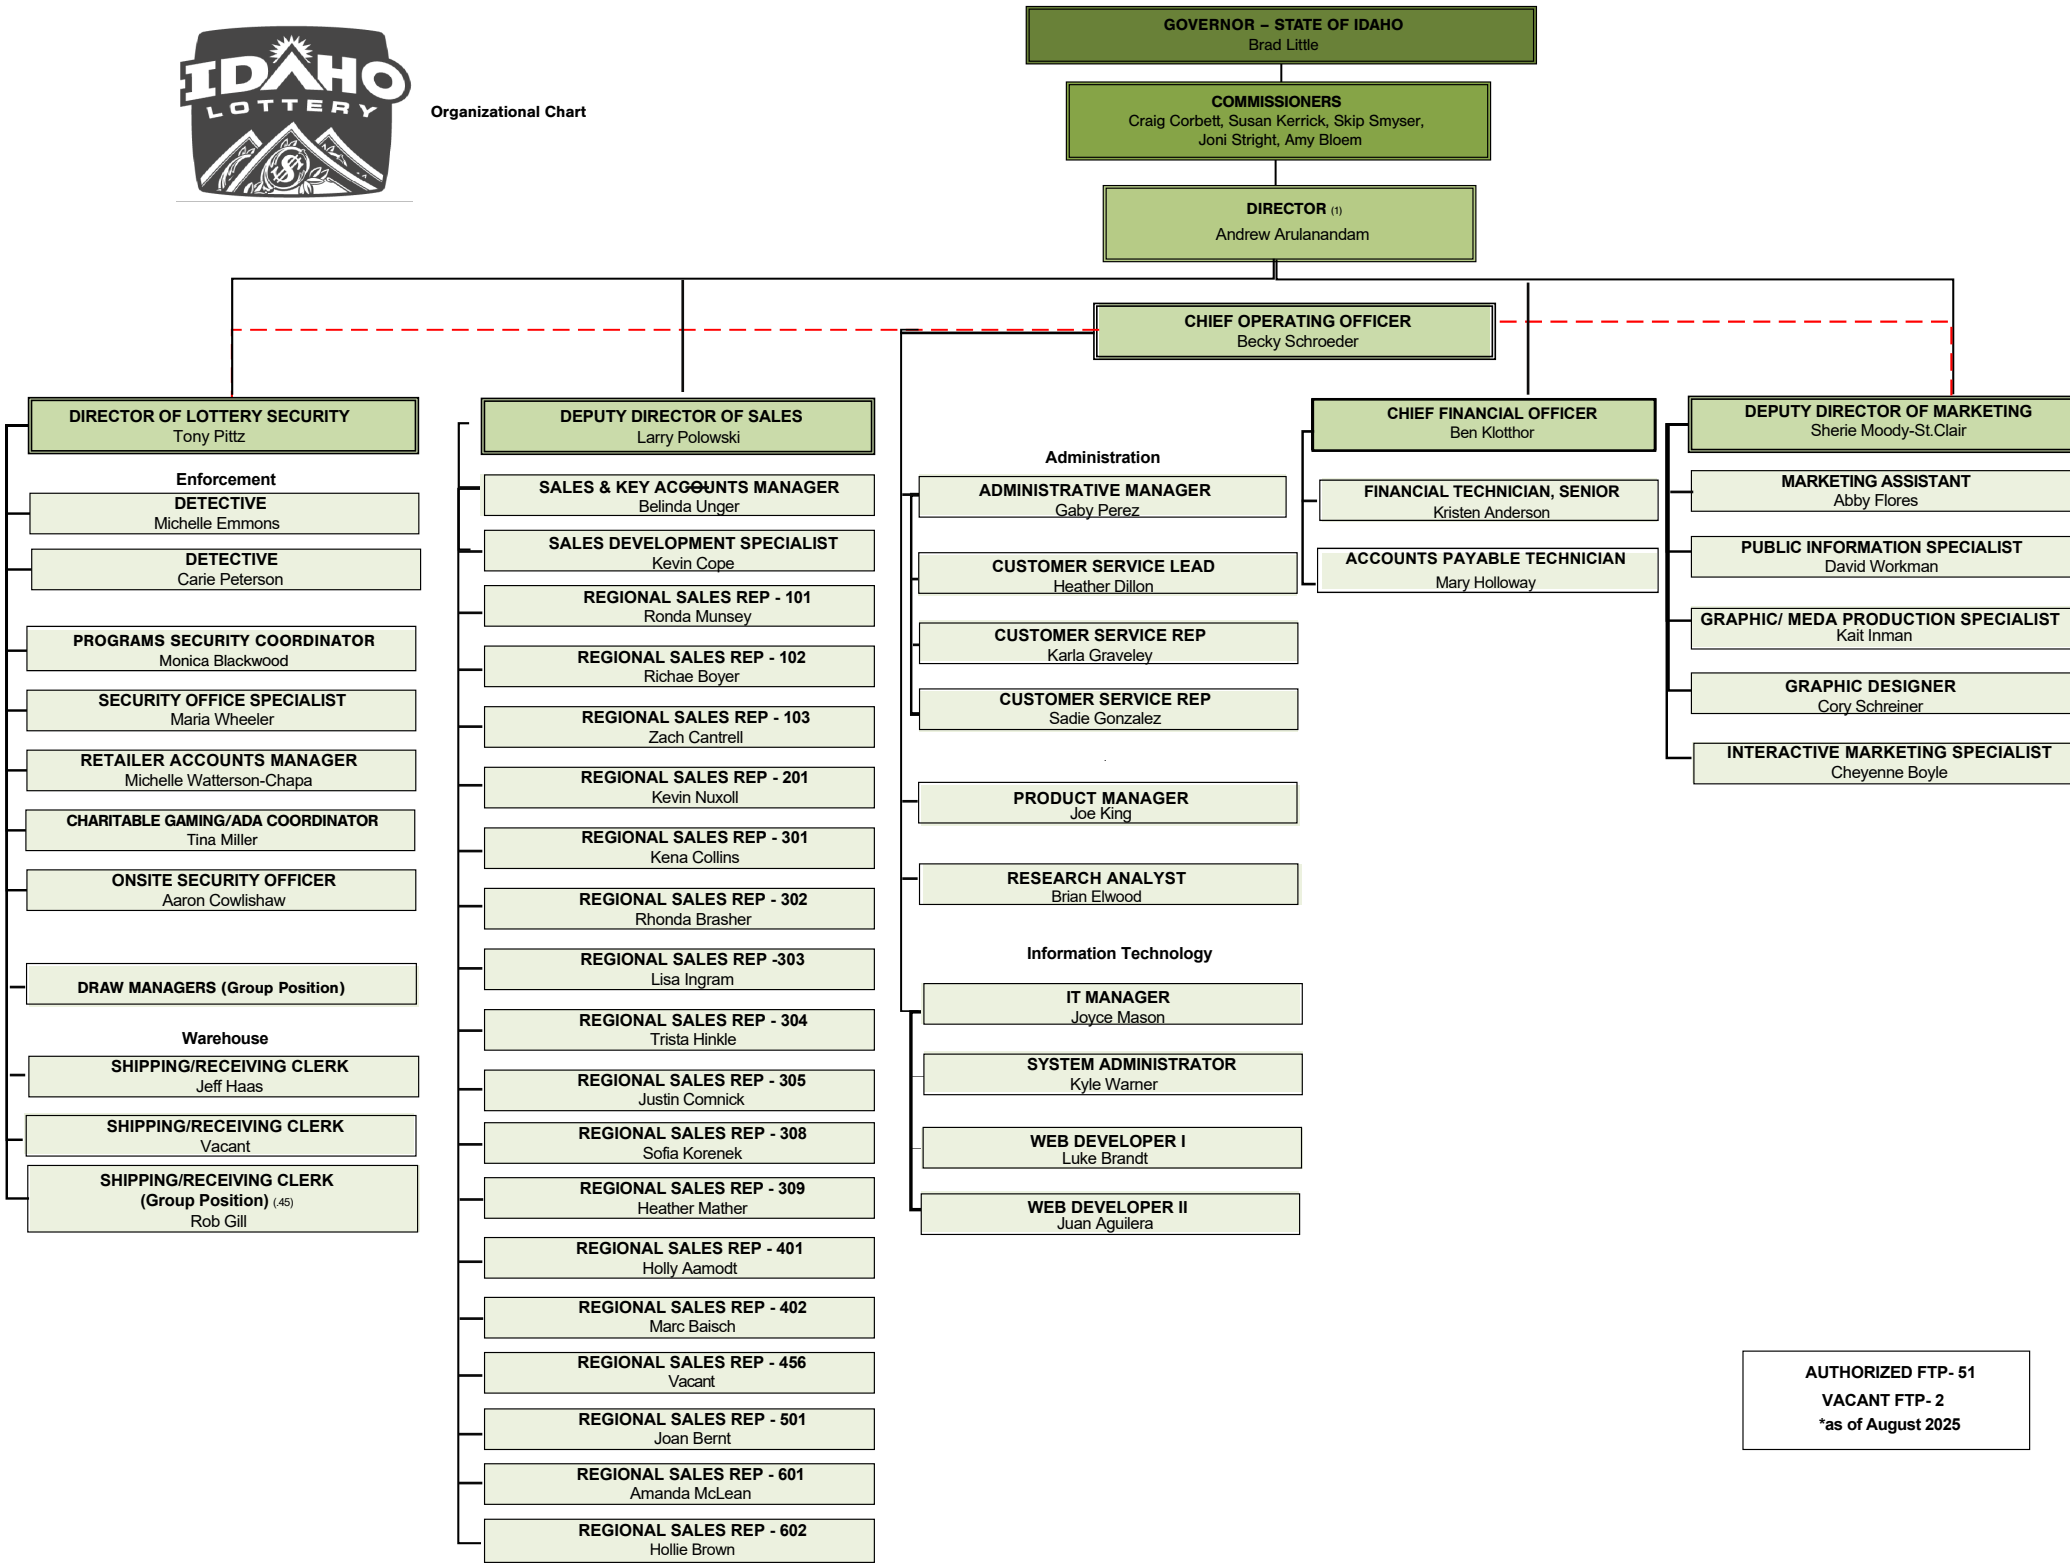 IDAHO
LOTTERY
Organizational Chart
GOVERNOR – STATE OF IDAHO
Brad Little
COMMISSIONERS
Craig Corbett, Susan Kerrick, Skip Smyser,
Joni Stright, Amy Bloem
DIRECTOR (1)
Andrew Arulanandam
CHIEF OPERATING OFFICER
Becky Schroeder
DIRECTOR OF LOTTERY SECURITY
Tony Pittz
Enforcement
DETECTIVE
Michelle Emmons
DETECTIVE
Carie Peterson
PROGRAMS SECURITY COORDINATOR
Monica Blackwood
SECURITY OFFICE SPECIALIST
Maria Wheeler
RETAILER ACCOUNTS MANAGER
Michelle Watterson-Chapa
CHARITABLE GAMING/ADA COORDINATOR
Tina Miller
ONSITE SECURITY OFFICER
Aaron Cowlishaw
DRAW MANAGERS (Group Position)
Warehouse
SHIPPING/RECEIVING CLERK
Jeff Haas
SHIPPING/RECEIVING CLERK
Vacant
SHIPPING/RECEIVING CLERK
(Group Position) (.45)
Rob Gill
DEPUTY DIRECTOR OF SALES
Larry Polowski
SALES & KEY ACCOUNTS MANAGER
Belinda Unger
SALES DEVELOPMENT SPECIALIST
Kevin Cope
REGIONAL SALES REP - 101
Ronda Munsey
REGIONAL SALES REP - 102
Richae Boyer
REGIONAL SALES REP - 103
Zach Cantrell
REGIONAL SALES REP - 201
Kevin Nuxoll
REGIONAL SALES REP - 301
Kena Collins
REGIONAL SALES REP - 302
Rhonda Brasher
REGIONAL SALES REP -303
Lisa Ingram
REGIONAL SALES REP - 304
Trista Hinkle
REGIONAL SALES REP - 305
Justin Comnick
REGIONAL SALES REP - 308
Sofia Korenek
REGIONAL SALES REP - 309
Heather Mather
REGIONAL SALES REP - 401
Holly Aamodt
REGIONAL SALES REP - 402
Marc Baisch
REGIONAL SALES REP - 456
Vacant
REGIONAL SALES REP - 501
Joan Bernt
REGIONAL SALES REP - 601
Amanda McLean
REGIONAL SALES REP - 602
Hollie Brown
Administration
ADMINISTRATIVE MANAGER
Gaby Perez
CUSTOMER SERVICE LEAD
Heather Dillon
CUSTOMER SERVICE REP
Karla Graveley
CUSTOMER SERVICE REP
Sadie Gonzalez
PRODUCT MANAGER
Joe King
RESEARCH ANALYST
Brian Elwood
Information Technology
IT MANAGER
Joyce Mason
SYSTEM ADMINISTRATOR
Kyle Warner
WEB DEVELOPER I
Luke Brandt
WEB DEVELOPER II
Juan Aguilera
CHIEF FINANCIAL OFFICER
Ben Klotthor
FINANCIAL TECHNICIAN, SENIOR
Kristen Anderson
ACCOUNTS PAYABLE TECHNICIAN
Mary Holloway
DEPUTY DIRECTOR OF MARKETING
Sherie Moody-St.Clair
MARKETING ASSISTANT
Abby Flores
PUBLIC INFORMATION SPECIALIST
David Workman
GRAPHIC/ MEDA PRODUCTION SPECIALIST
Kait Inman
GRAPHIC DESIGNER
Cory Schreiner
INTERACTIVE MARKETING SPECIALIST
Cheyenne Boyle
AUTHORIZED FTP- 51
VACANT FTP- 2
*as of August 2025